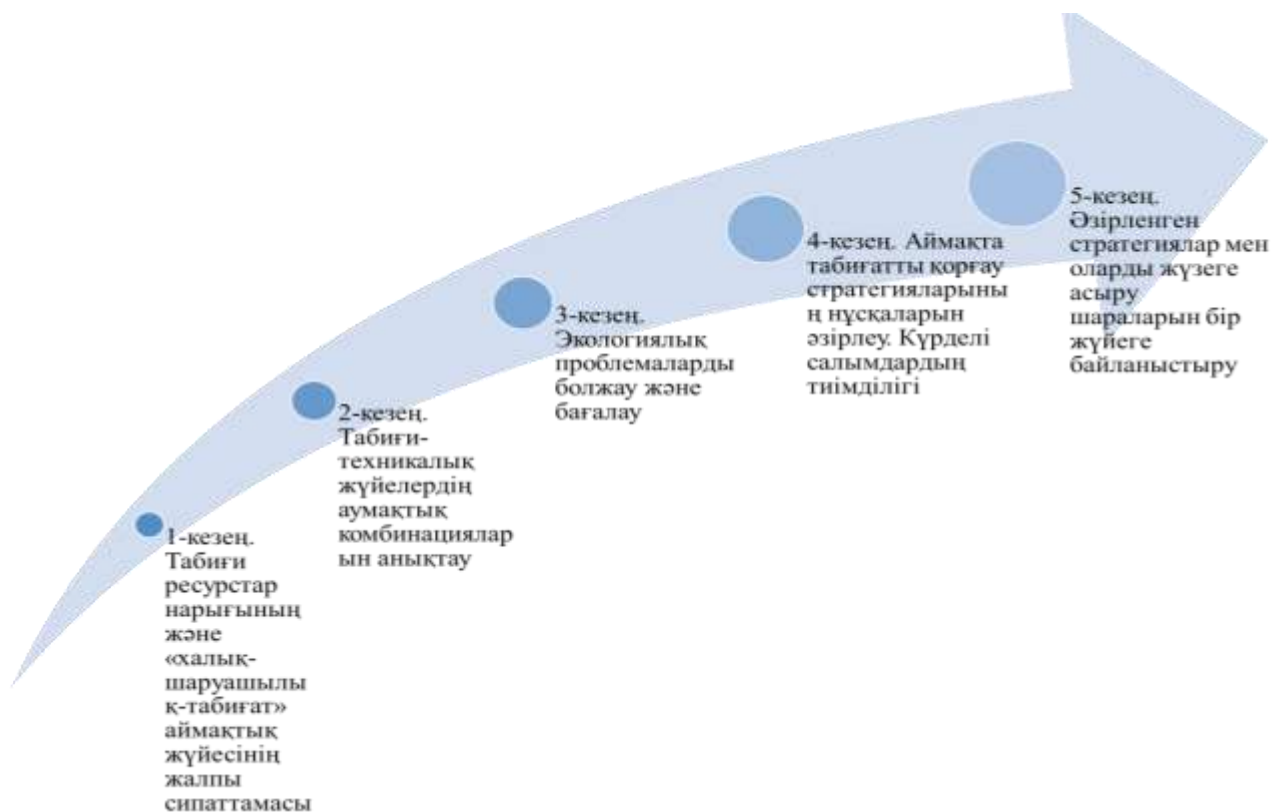 1-кезең.
Табиғи
ресурстар
нарығының
және
«халық-
шаруашылы
қ-табиғат»
аймақтық
жүйесінің
жалпы
сипаттамасы
2-кезең.
Табиғи-
техникалық
жүйелердің
аумақтық
комбинациялар
ын анықтау
3-кезең.
Экологиялық
проблемаларды
болжау және
бағалау
4-кезең. Аймақта
табиғатты қорғау
стратегияларыны
ң нұсқаларын
әзірлеу. Күрделі
салымдардың
тиімділігі
5-кезең.
Әзірленген
стратегиялар мен
оларды жүзеге
асыру
шараларын бір
жүйеге
байланыстыру